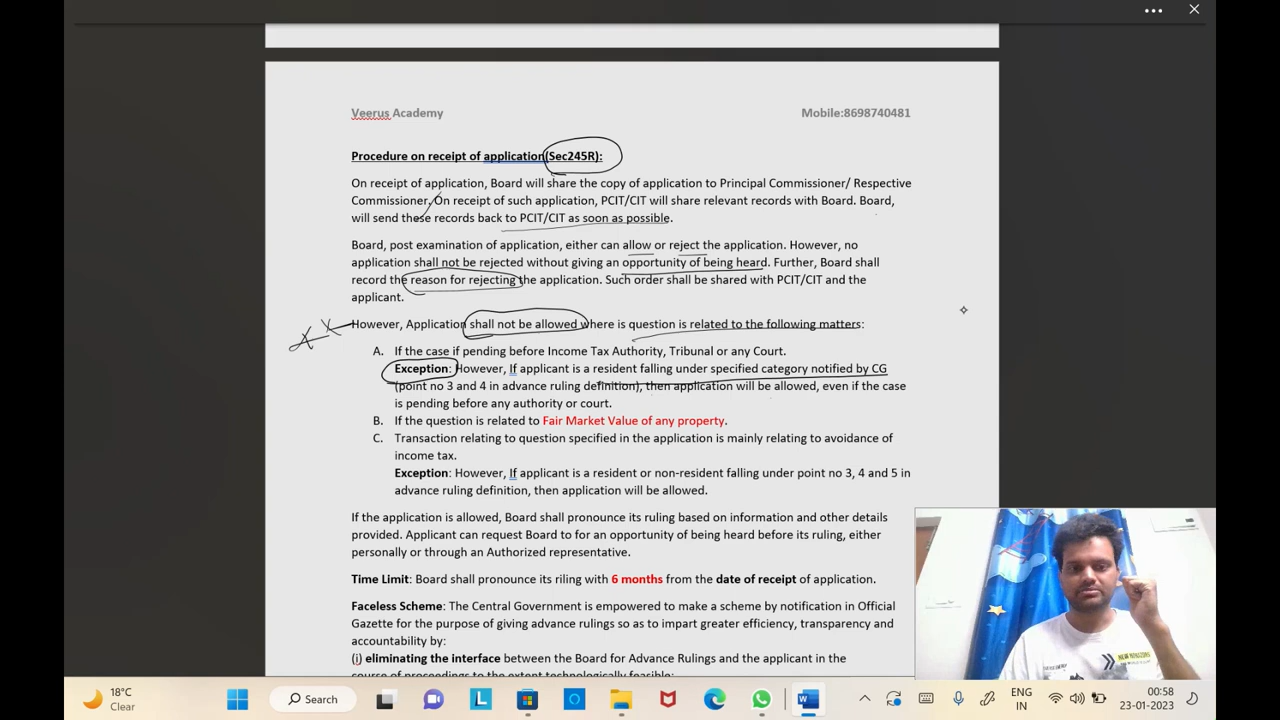 Veerus Academy Mobile:8698740481
Procedure on receipt of application(Sec245R):
On receipt of application, Board will share the copy of application to Principal Commissioner/ Respective
Commissioner. On receipt of such application, PCIT/CIT will share relevant records with Board. Board,
will send these records back to PCIT/CIT as soon as possible.
Board, post examination of application, either can allow or reject the application. However, no
application shall not be rejected without giving an opportunity of being heard. Further, Board shall
record the reason for rejecting the application. Such order shall be shared with PCIT/CIT and the
applicant.
However, Application shall not be allowed where is question is related to the following matters:
A. If the case if pending before Income Tax Authority, Tribunal or any Court.
Exception: However, If applicant is a resident falling under specified category notified by CG
(point no 3 and 4 in advance ruling definition), then application will be allowed, even if the case
is pending before any authority or court.
B. If the question is related to Fair Market Value of any property.
C. Transaction relating to question specified in the application is mainly relating to avoidance of
income tax.
Exception: However, If applicant is a resident or non-resident falling under point no 3, 4 and 5 in
advance ruling definition, then application will be allowed.
If the application is allowed, Board shall pronounce its ruling based on information and other details
provided. Applicant can request Board to for an opportunity of being heard before its ruling, either
personally or through an Authorized representative.
Time Limit: Board shall pronounce its riling with 6 months from the date of receipt of application.
Faceless Scheme: The Central Government is empowered to make a scheme by notification in Official
Gazette for the purpose of giving advance rulings so as to impart greater efficiency, transparency and
accountability by:
(i) eliminating the interface between the Board for Advance Rulings and the applicant in the
course of proceedings to the extent technologically feasible;
18°C
Clear
Search
ENG
IN
00:58
23-01-2023